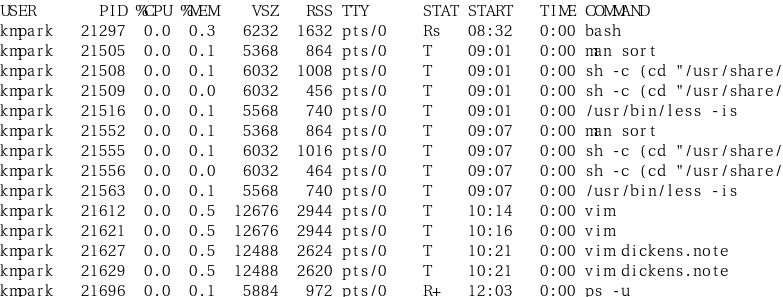 USER PID %CPU %MEM VSZ RSS TTY STAT START TIME COMMAND
kmpark 21297 0.0 0.3 6232 1632 pts/0 Rs 08:32 0:00 bash
kmpark 21505 0.0 0.1 5368 864 pts/0 T 09:01 0:00 man sort
kmpark 21508 0.0 0.1 6032 1008 pts/0 T 09:01 0:00 sh -c (cd "/usr/share/
kmpark 21509 0.0 0.0 6032 456 pts/0 T 09:01 0:00 sh -c (cd "/usr/share/
kmpark 21516 0.0 0.1 5568 740 pts/0 T 09:01 0:00 /usr/bin/less -is
kmpark 21552 0.0 0.1 5368 864 pts/0 T 09:07 0:00 man sort
kmpark 21555 0.0 0.1 6032 1016 pts/0 T 09:07 0:00 sh -c (cd "/usr/share/
kmpark 21556 0.0 0.0 6032 464 pts/0 T 09:07 0:00 sh -c (cd "/usr/share/
kmpark 21563 0.0 0.1 5568 740 pts/0 T 09:07 0:00 /usr/bin/less -is
kmpark 21612 0.0 0.5 12676 2944 pts/0 T 10:14 0:00 vim
kmpark 21621 0.0 0.5 12676 2944 pts/0 T 10:16 0:00 vim
kmpark 21627 0.0 0.5 12488 2624 pts/0 T 10:21 0:00 vim dickens.note
kmpark 21629 0.0 0.5 12488 2620 pts/0 T 10:21 0:00 vim dickens.note
kmpark 21696 0.0 0.1 5884 972 pts/0 R+ 12:03 0:00 ps -u